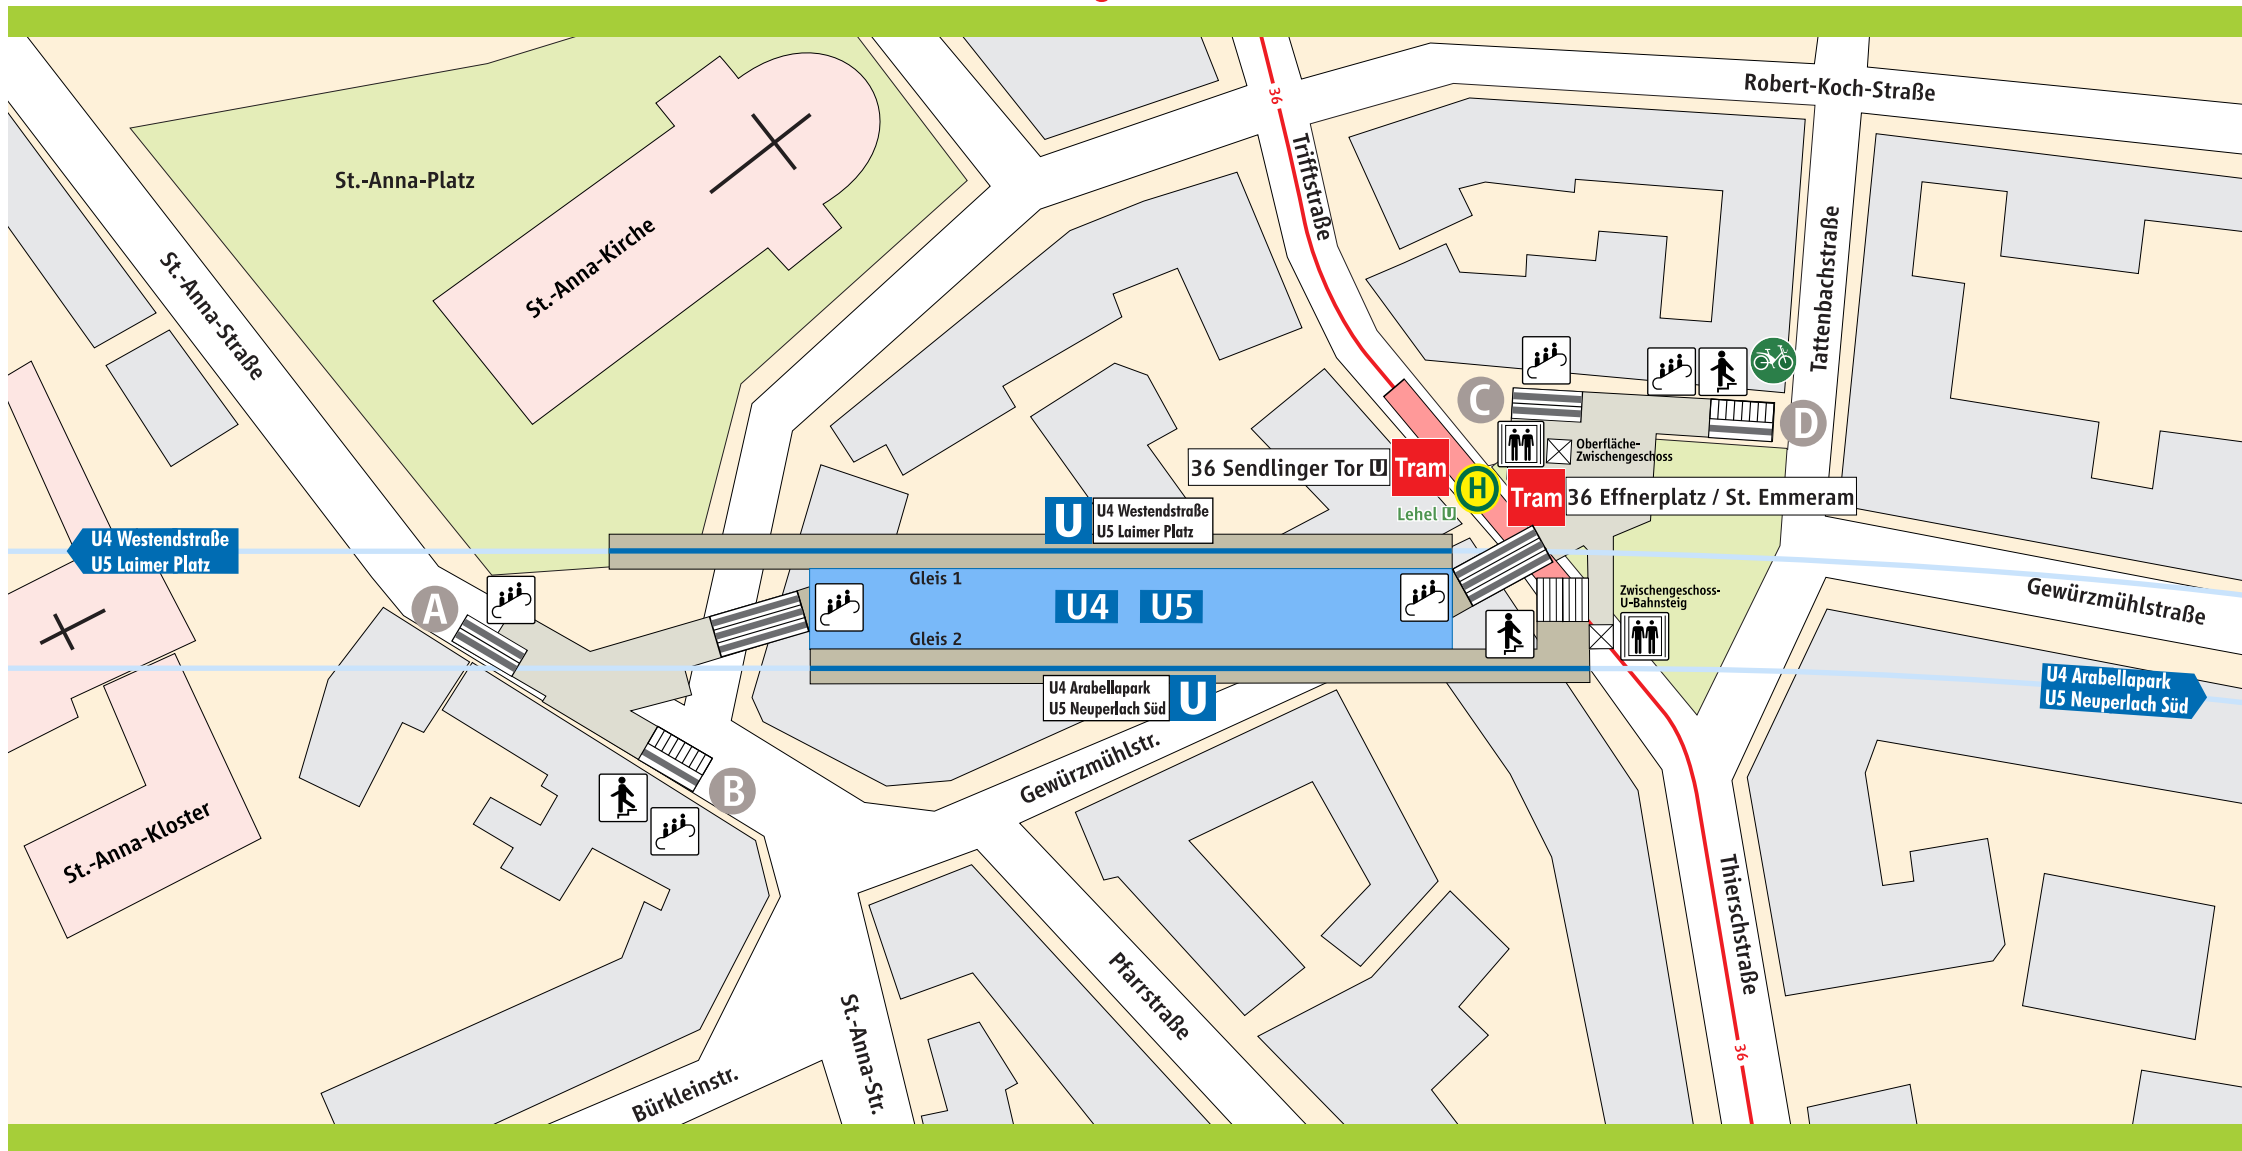 36
Robert-Koch-Straße
Trifftstraße
St.-Anna-Platz
St.-Anna-Kirche
St.-Anna-Straße
Tattenbachstraße
C
D
Oberfläche-
Zwischengeschoss
36 Sendlinger Tor U
Tram
H
Lehel U
Tram
36 Effnerplatz / St. Emmeram
U
U4 Westendstraße
U5 Laimer Platz
U4 Westendstraße
U5 Laimer Platz
Gleis 1
U4
U5
Gleis 2
A
Zwischengeschoss-
U-Bahnsteig
Gewürzmühlstraße
U4 Arabellapark
U5 Neuperlach Süd
U
U4 Arabellapark
U5 Neuperlach Süd
B
Gewürzmühlstr.
St.-Anna-Kloster
Thierschstraße
Pfarrstraße
St.-Anna-Str.
Bürkleinstr.
36